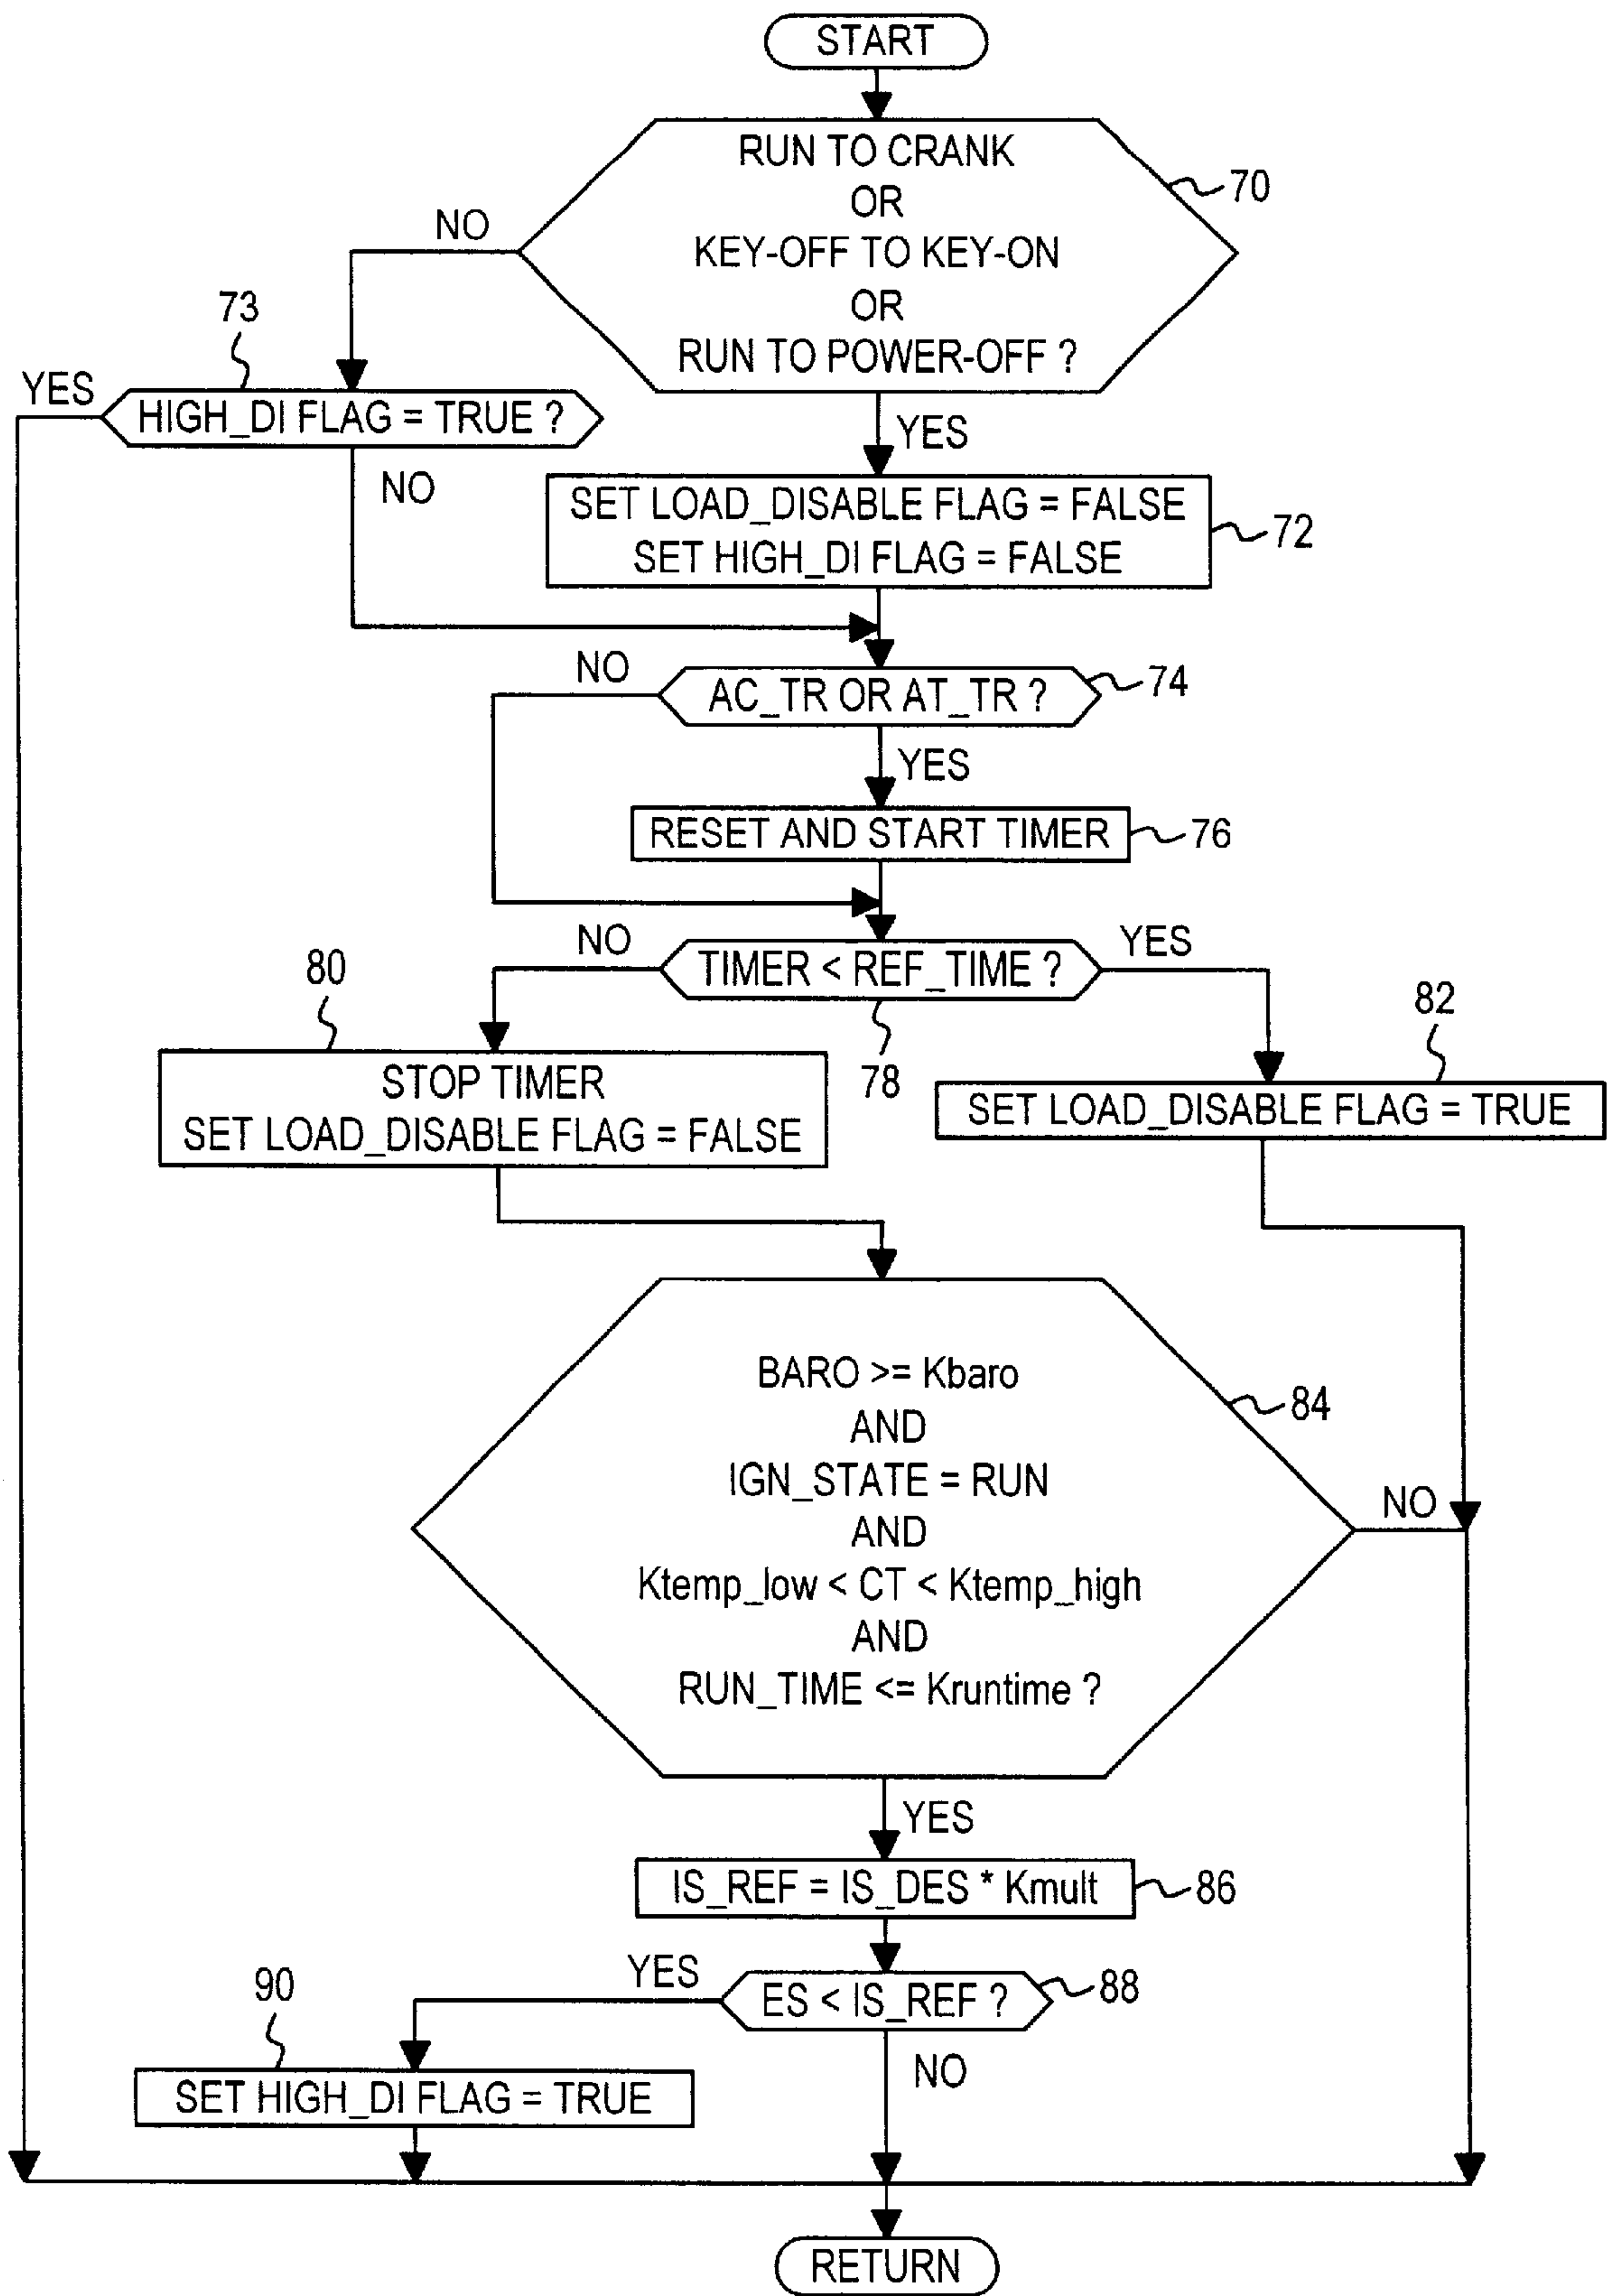 START
RUN TO CRANK
OR
KEY-OFF TO KEY-ON
OR
RUN TO POWER-OFF ?
70
NO
YES
73
YES
HIGH_DI FLAG = TRUE ?
NO
SET LOAD_DISABLE FLAG = FALSE
SET HIGH_DI FLAG = FALSE
72
NO
AC_TR OR AT_TR ?
74
YES
RESET AND START TIMER
76
NO
TIMER < REF_TIME ?
YES
78
80
STOP TIMER
SET LOAD_DISABLE FLAG = FALSE
82
SET LOAD_DISABLE FLAG = TRUE
BARO >= Kbaro
AND
IGN_STATE = RUN
AND
Ktemp_low < CT < Ktemp_high
AND
RUN_TIME <= Kruntime ?
84
NO
YES
IS_REF = IS_DES * Kmult
86
YES
ES < IS_REF ?
88
NO
90
SET HIGH_DI FLAG = TRUE
RETURN